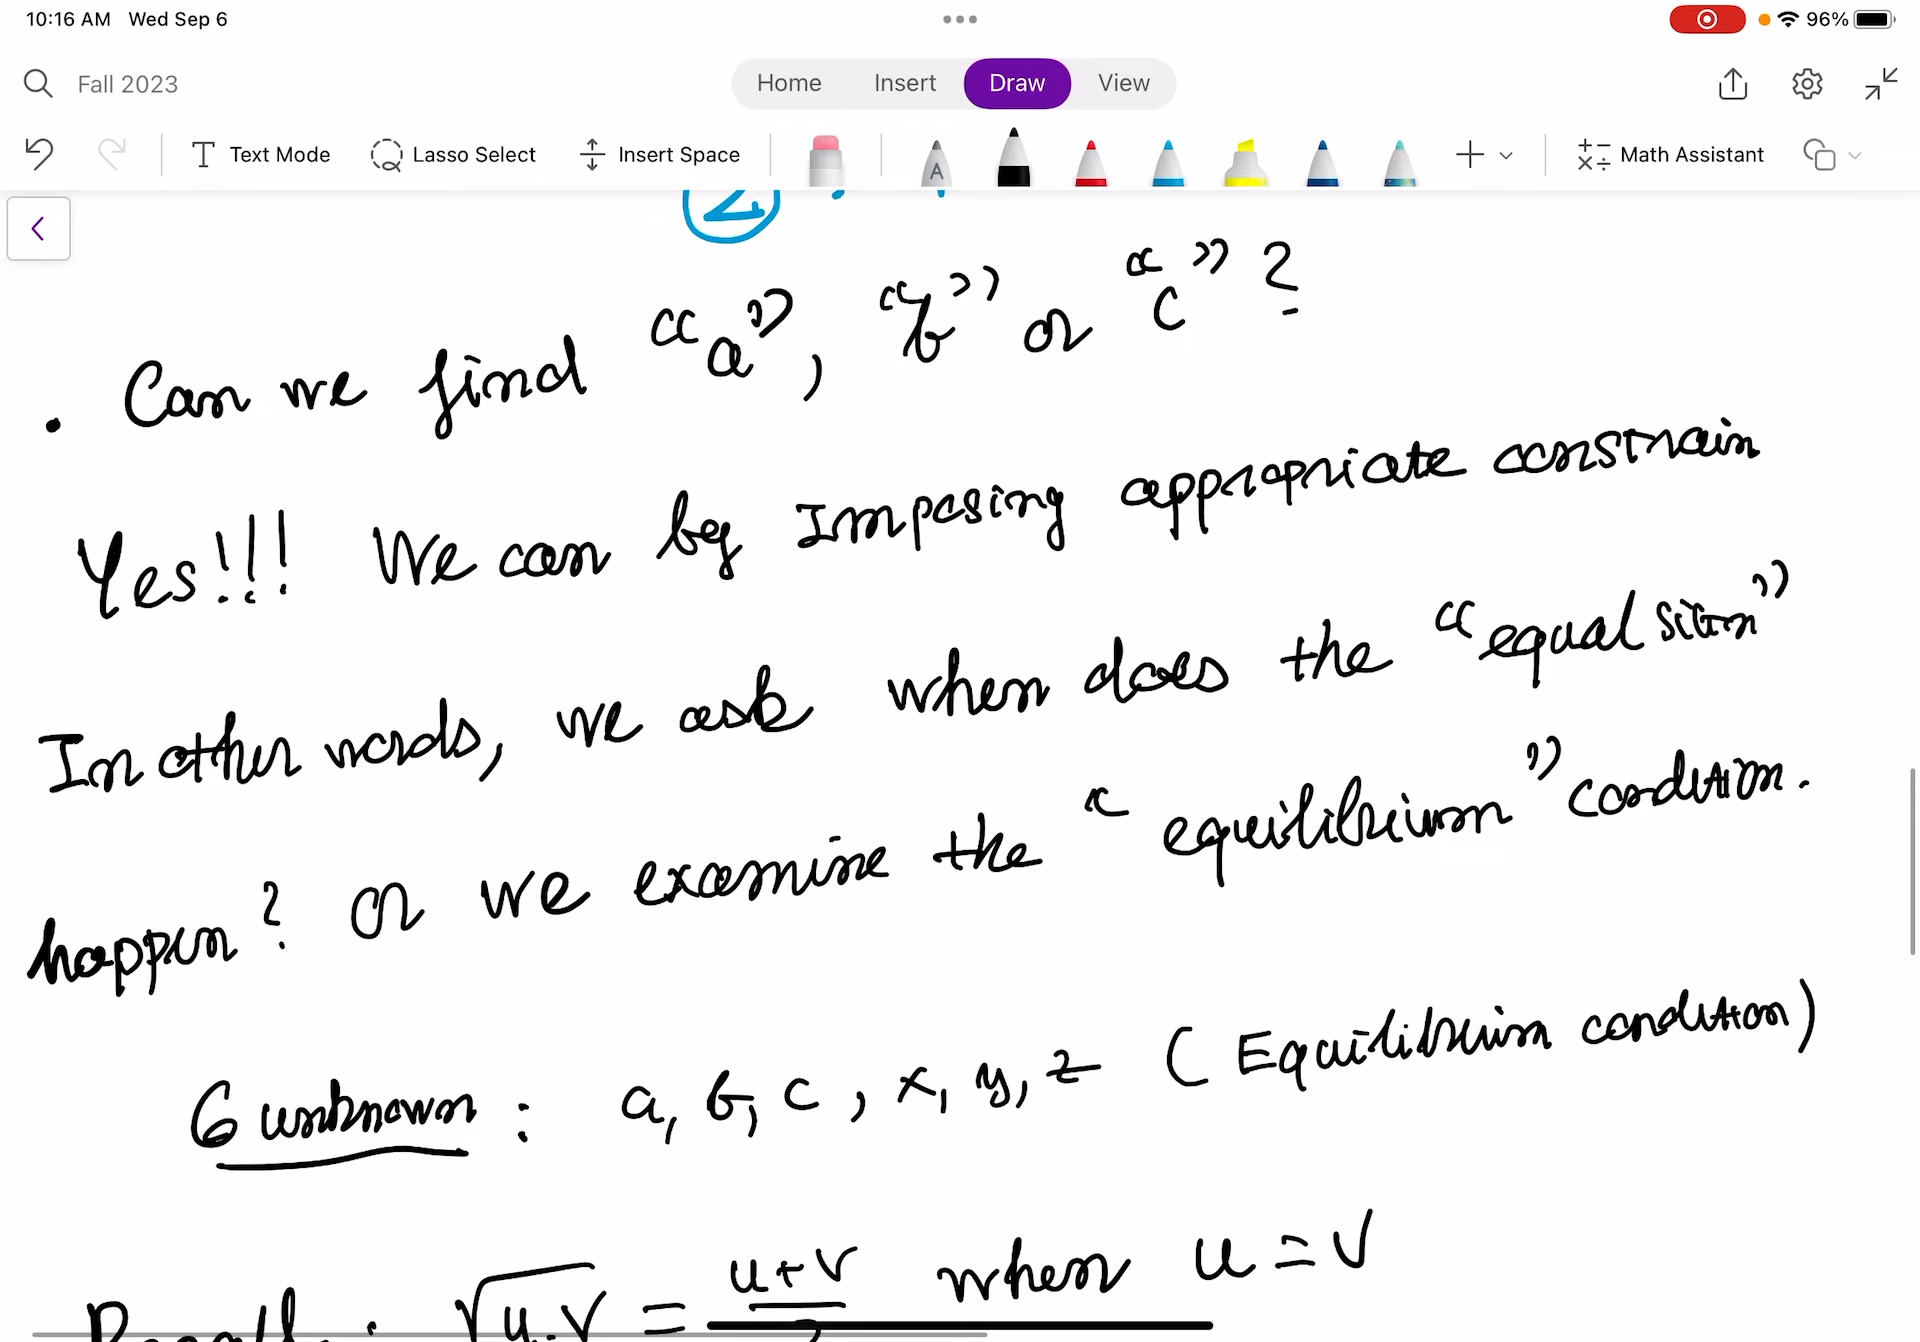 10:16 AM Wed Sep 6
96%
Fall 2023
Home Insert Draw View
Text Mode Lasso Select Insert Space A Math Assistant
2
. Can we find "a", "b" or "c" ?
Yes!!! We can by Imposing appropriate constrain
In other words, we ask when does the "equal sign"
happen? or we examine the "equilibrium" condition.
6 unknown : a, b, c, x, y, z (Equilibrium condition)
Recall : √u.v = u+v/2 when u = v